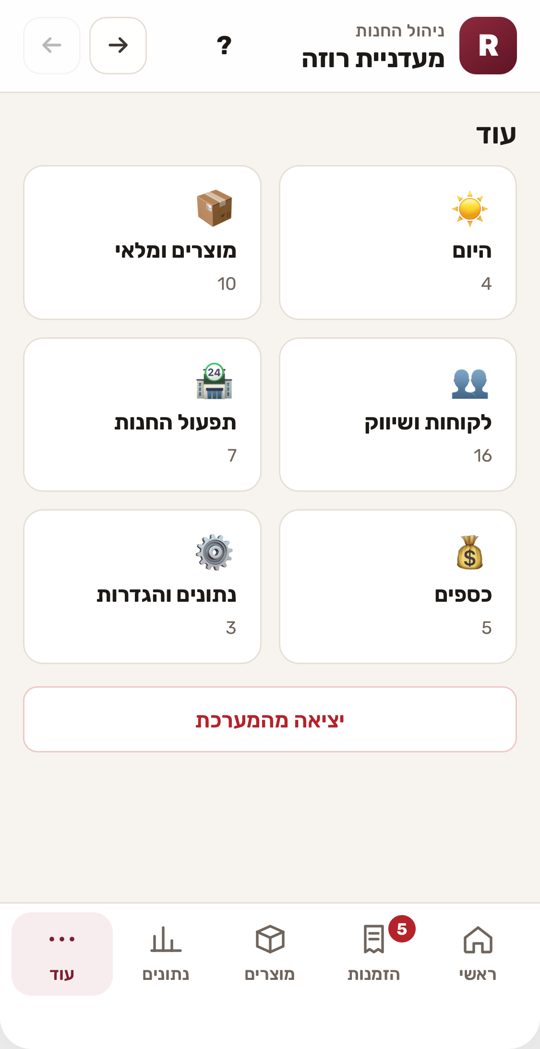 R
ניהול החנות
מעדניית רוזה
?
עוד
היום
4
מוצרים ומלאי
10
לקוחות ושיווק
16
24
תפעול החנות
7
$
כספים
5
נתונים והגדרות
3
יציאה מהמערכת
ראשי
5
הזמנות
מוצרים
נתונים
עוד